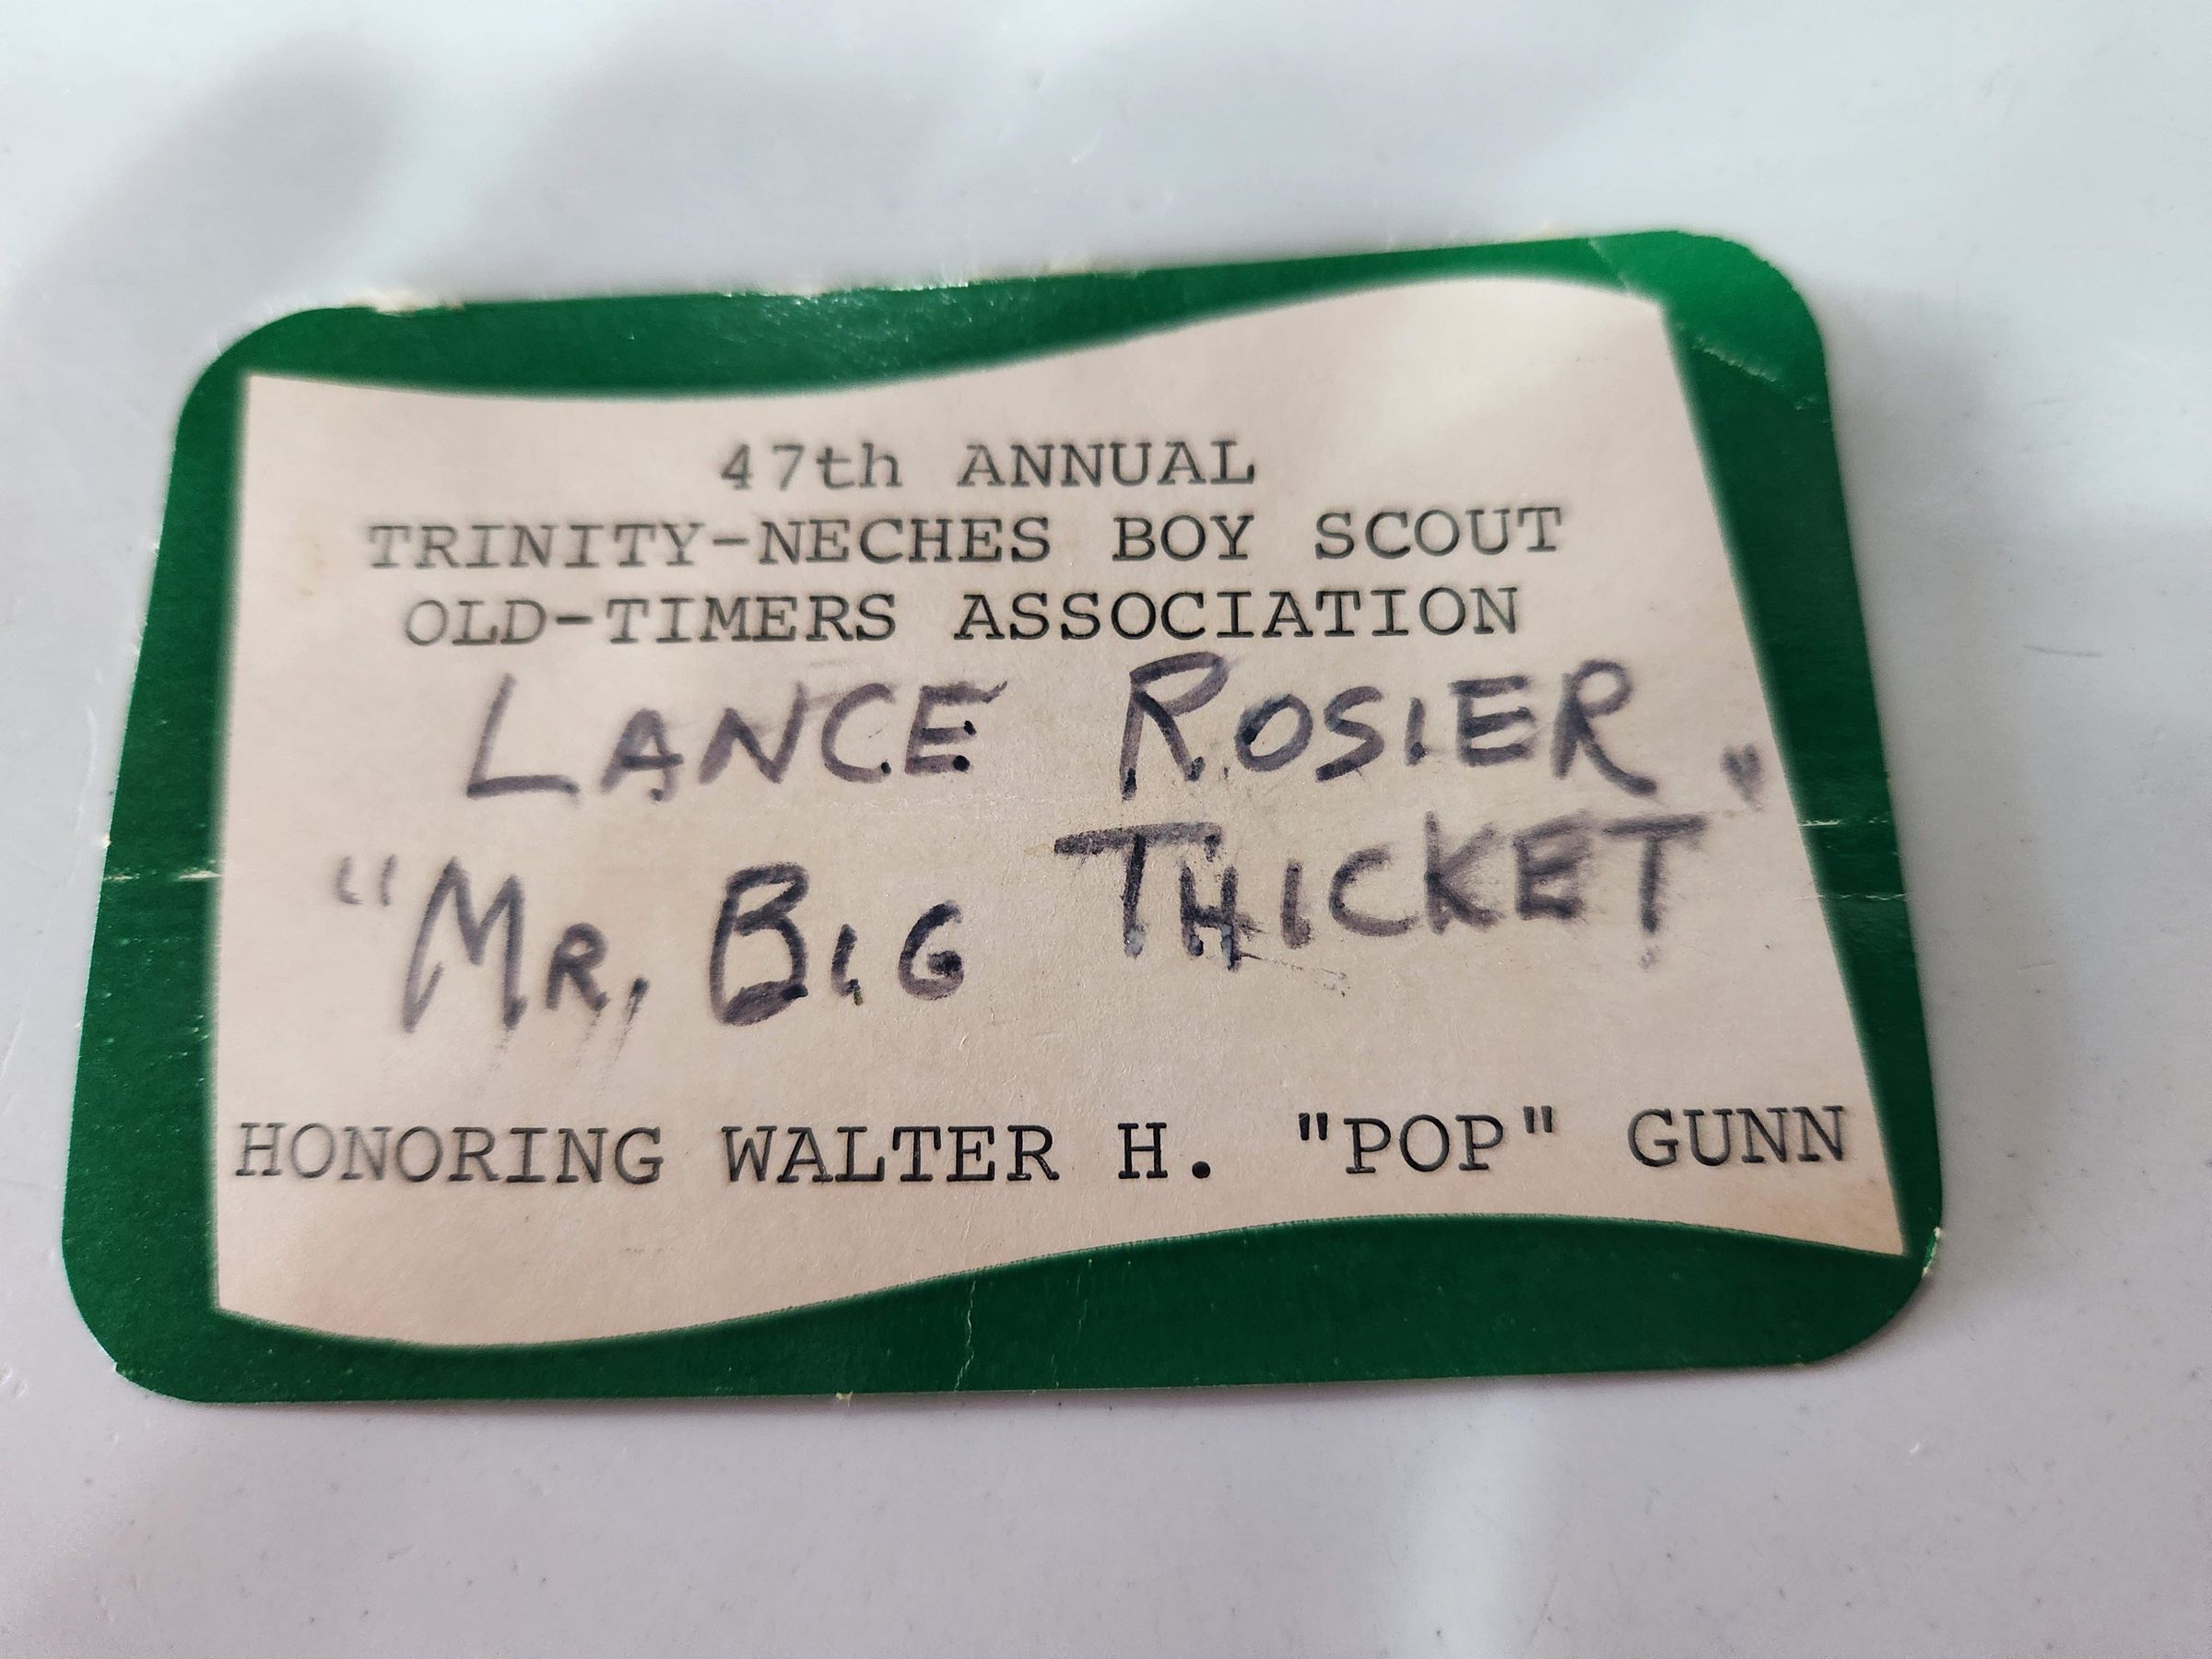 47th ANNUAL
TRINITY-NECHES BOY SCOUT
OLD-TIMERS ASSOCIATION
LANCE ROSIER
"MR. BIG THICKET"
HONORING WALTER H. "POP" GUNN